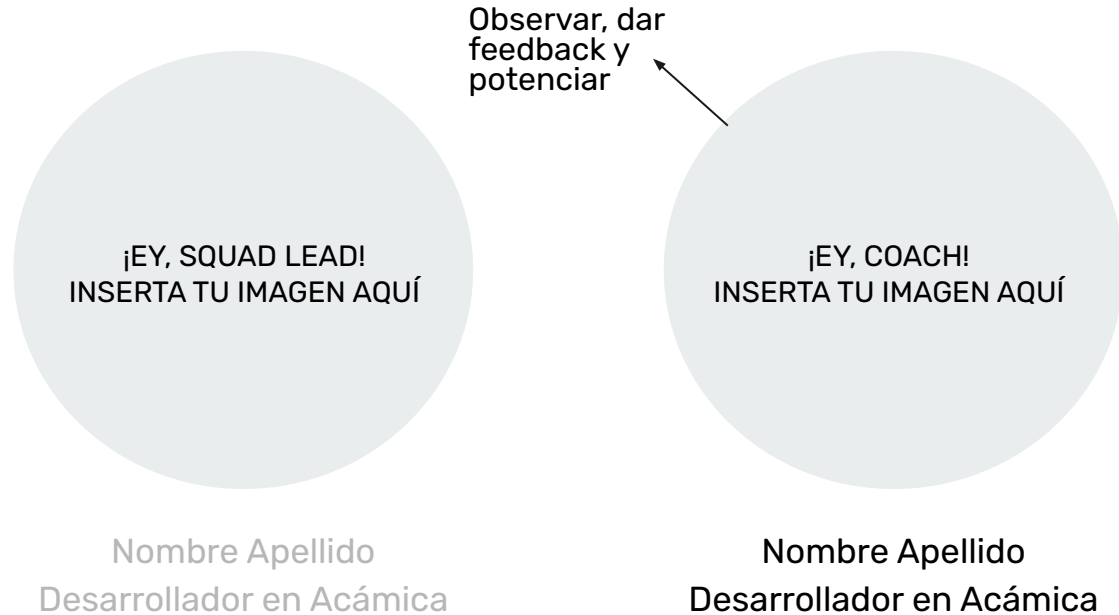 Observar, dar
feedback y
potenciar
¡EY, SQUAD LEAD!
INSERTA TU IMAGEN AQUÍ
¡EY, COACH!
INSERTA TU IMAGEN AQUÍ
Nombre Apellido
Desarrollador en Acámica
Nombre Apellido
Desarrollador en Acámica